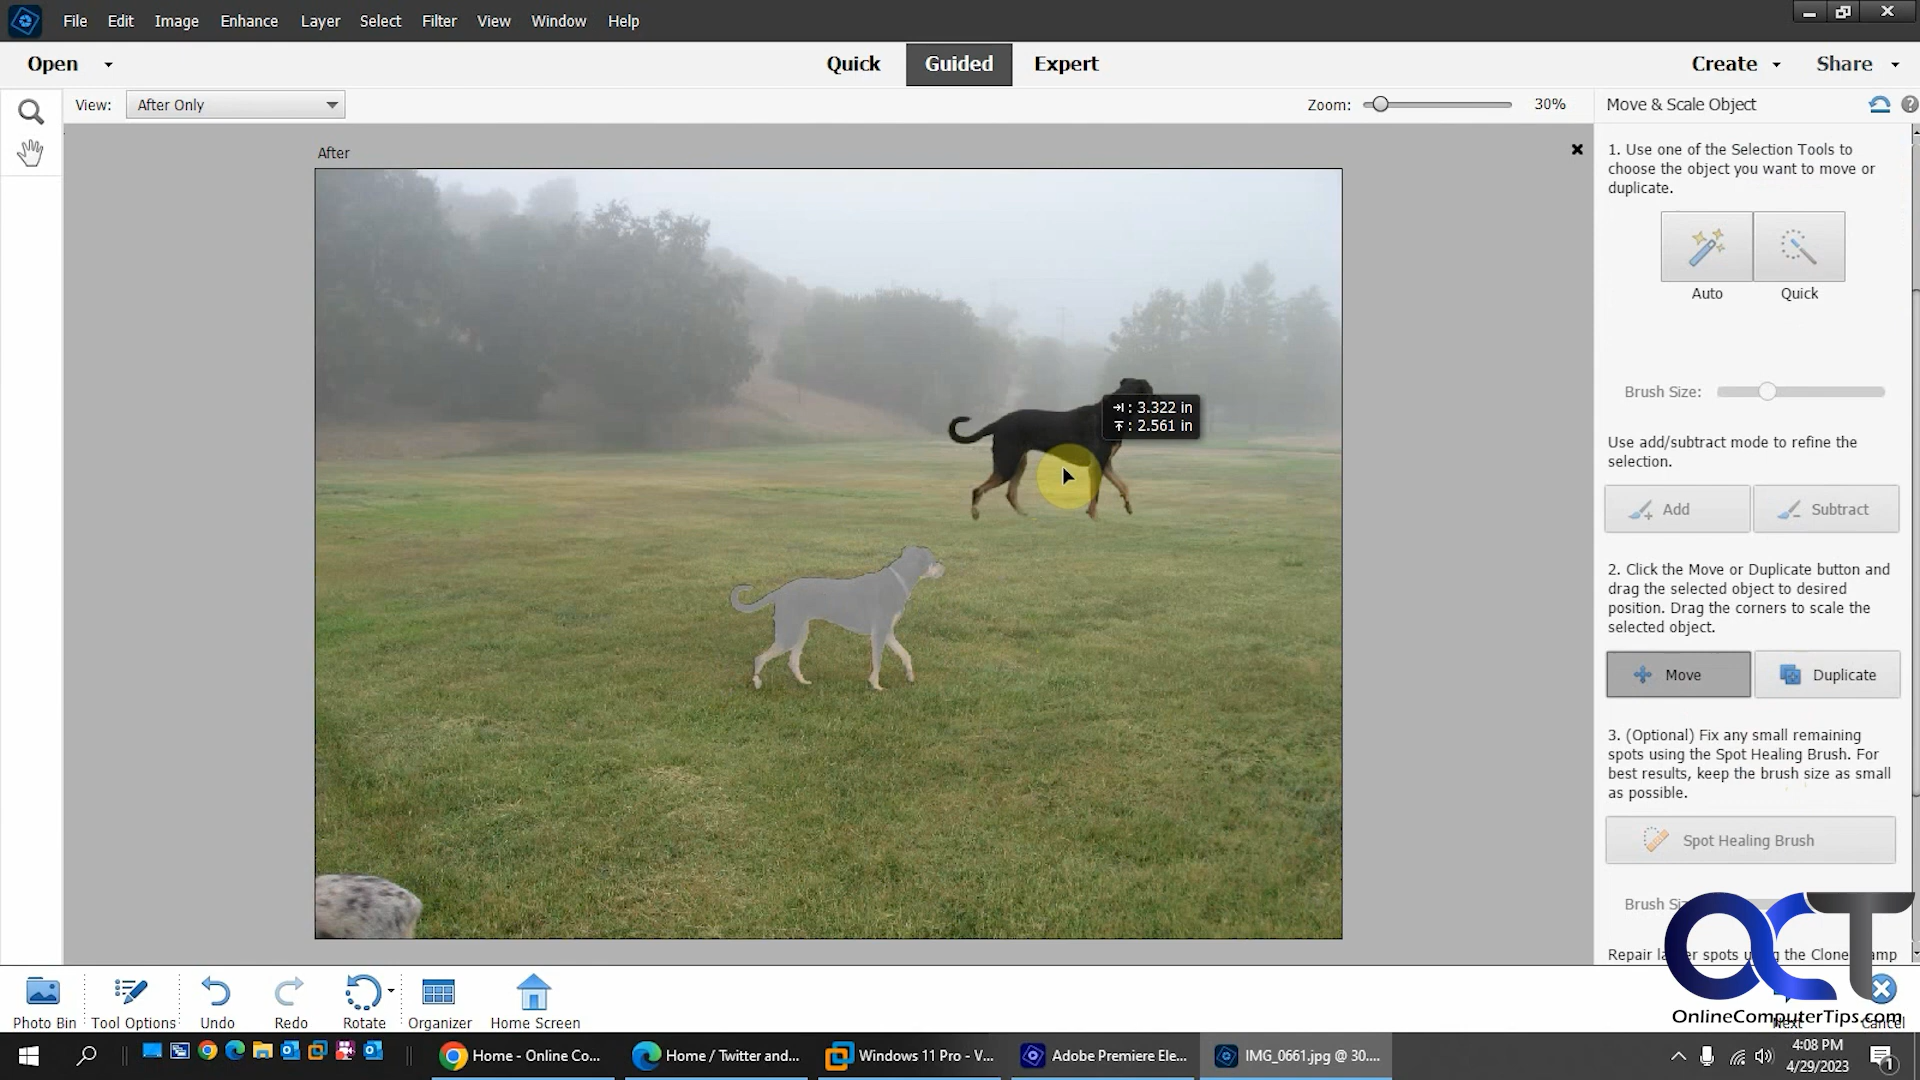 File Edit Image Enhance Layer Select Filter View Window Help
Open Quick Guided Expert Create Share
View: After Only Zoom: 30% Move & Scale Object
After
1. Use one of the Selection Tools to
choose the object you want to move or
duplicate.
Auto Quick
Brush Size:
Use add/subtract mode to refine the
selection.
Add Subtract
2. Click the Move or Duplicate button and
drag the selected object to desired
position. Drag the corners to scale the
selected object.
Move Duplicate
3. (Optional) Fix any small remaining
spots using the Spot Healing Brush. For
best results, keep the brush size as small
as possible.
Spot Healing Brush
Brush
: 3.322 in
: 2.561 in
OCT
OnlineComputerTips.com
Next Cancel
Photo Bin Tool Options Undo Redo Rotate Organizer Home Screen
Home - Online Co... Home / Twitter and... Windows 11 Pro - V... Adobe Premiere Ele... IMG_0661.jpg @ 30....
4:08 PM
4/29/2023
1